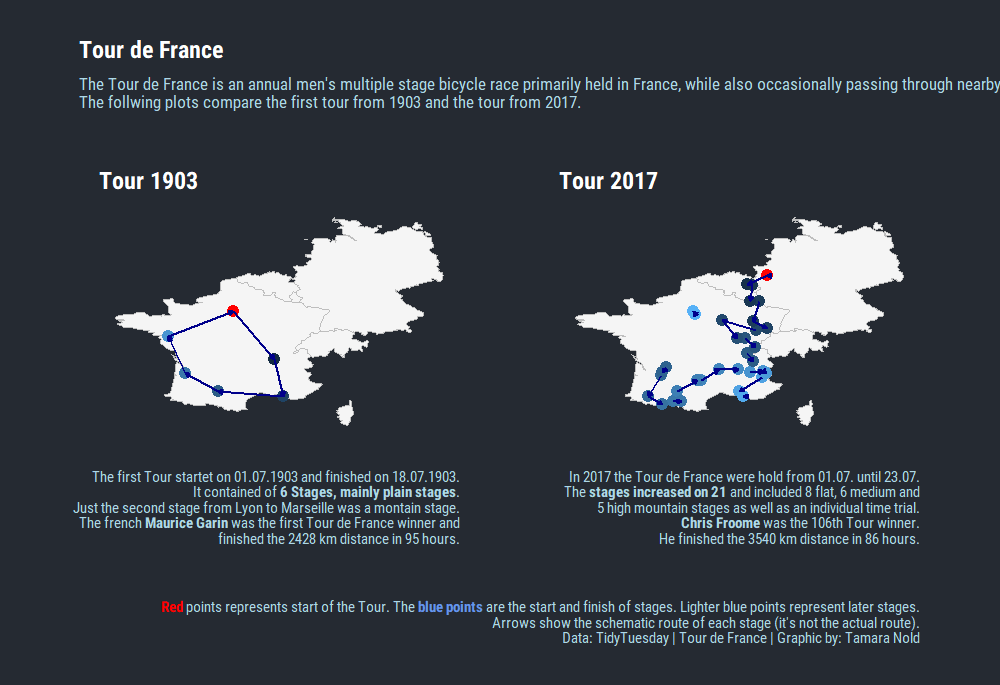 Tour de France
The Tour de France is an annual men's multiple stage bicycle race primarily held in France, while also occasionally passing through nearby
The follwing plots compare the first tour from 1903 and the tour from 2017.
Tour 1903
The first Tour startet on 01.07.1903 and finished on 18.07.1903.
It contained of 6 Stages, mainly plain stages.
Just the second stage from Lyon to Marseille was a montain stage.
The french Maurice Garin was the first Tour de France winner and
finished the 2428 km distance in 95 hours.
Tour 2017
In 2017 the Tour de France were hold from 01.07. until 23.07.
The stages increased on 21 and included 8 flat, 6 medium and
5 high mountain stages as well as an individual time trial.
Chris Froome was the 106th Tour winner.
He finished the 3540 km distance in 86 hours.
Red points represents start of the Tour. The blue points are the start and finish of stages. Lighter blue points represent later stages.
Arrows show the schematic route of each stage (it's not the actual route).
Data: TidyTuesday | Tour de France | Graphic by: Tamara Nold